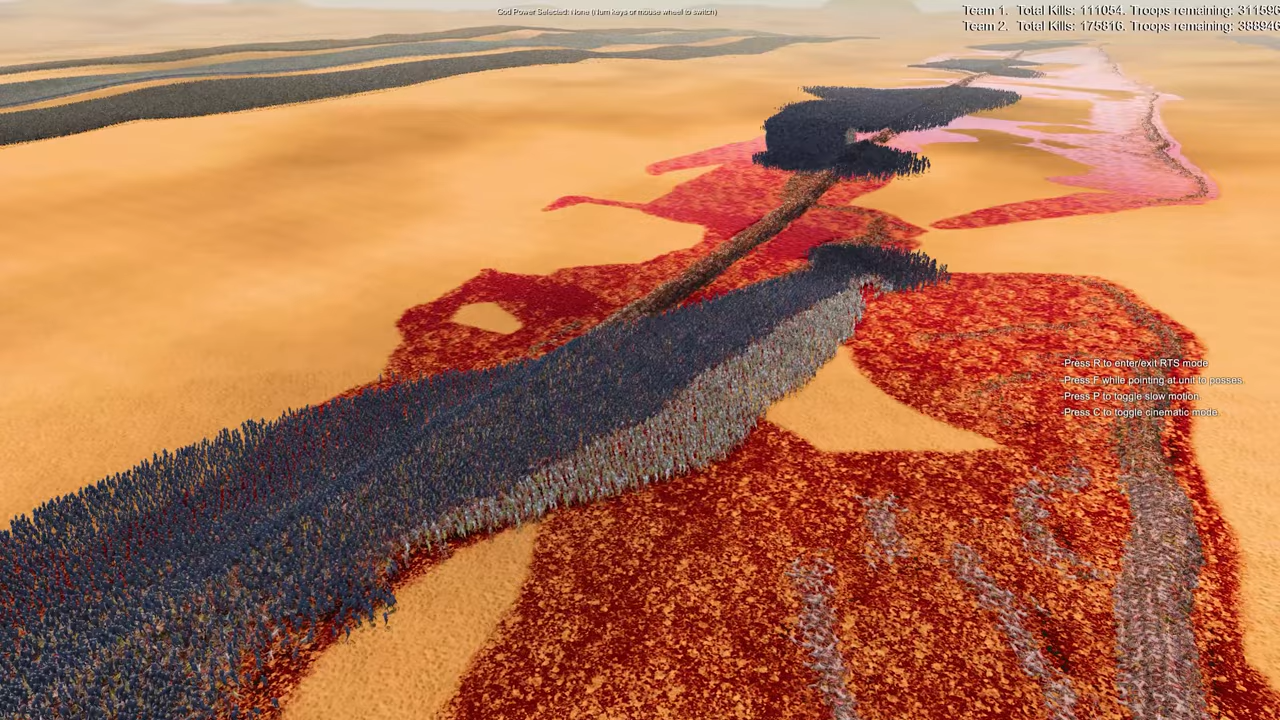 God Power Selected: None (Num keys or mouse wheel to switch)
Team 1. Total Kills: 111054. Troops remaining: 311596
Team 2. Total Kills: 175816. Troops remaining: 388946
-Press R to enter/exit RTS mode
-Press F while pointing at unit to posses.
-Press P to toggle slow motion.
-Press C to toggle cinematic mode.